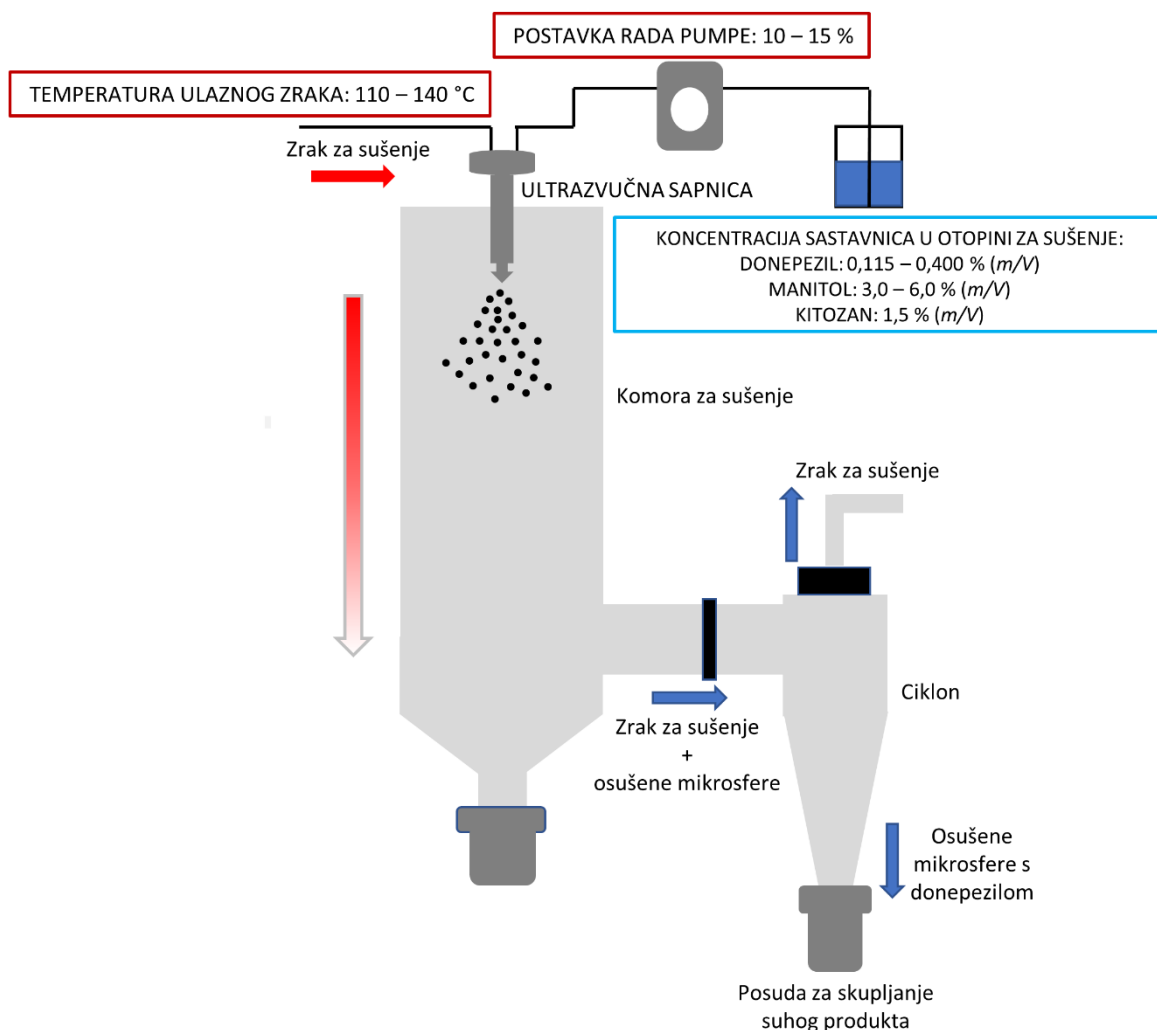 POSTAVKA RADA PUMPE: 10 – 15 %
TEMPERATURA ULAZNOG ZRAKA: 110 – 140 °C
Zrak za sušenje
ULTRAZVUČNA SAPNICA
KONCENTRACIJA SASTAVNICA U OTOPINI ZA SUŠENJE:
DONEPEZIL: 0,115 – 0,400 % (m/V)
MANITOL: 3,0 – 6,0 % (m/V)
KITOZAN: 1,5 % (m/V)
Komora za sušenje
Zrak za sušenje
Ciklon
Zrak za sušenje
+
osušene mikrosfere
Osušene
mikrosfere s
donepezilom
Posuda za skupljanje
suhog produkta